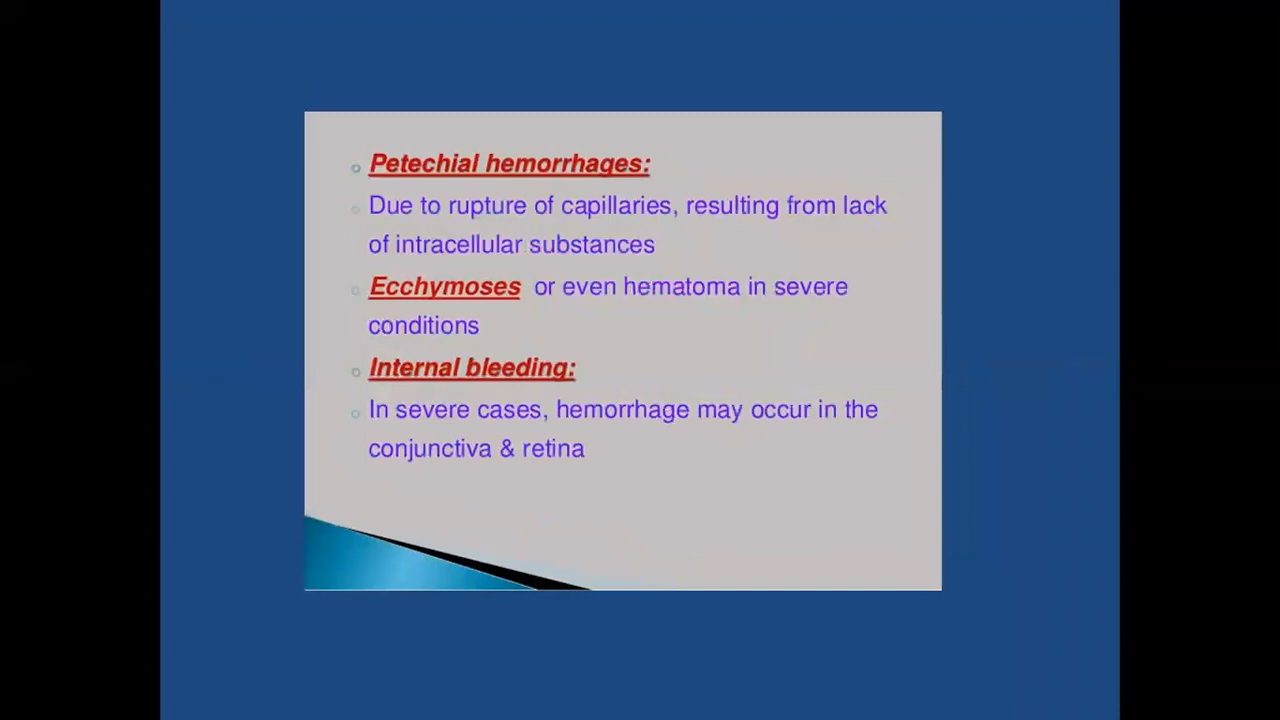 Petechial hemorrhages:
Due to rupture of capillaries, resulting from lack
of intracellular substances
Ecchymoses or even hematoma in severe
conditions
Internal bleeding:
In severe cases, hemorrhage may occur in the
conjunctiva & retina